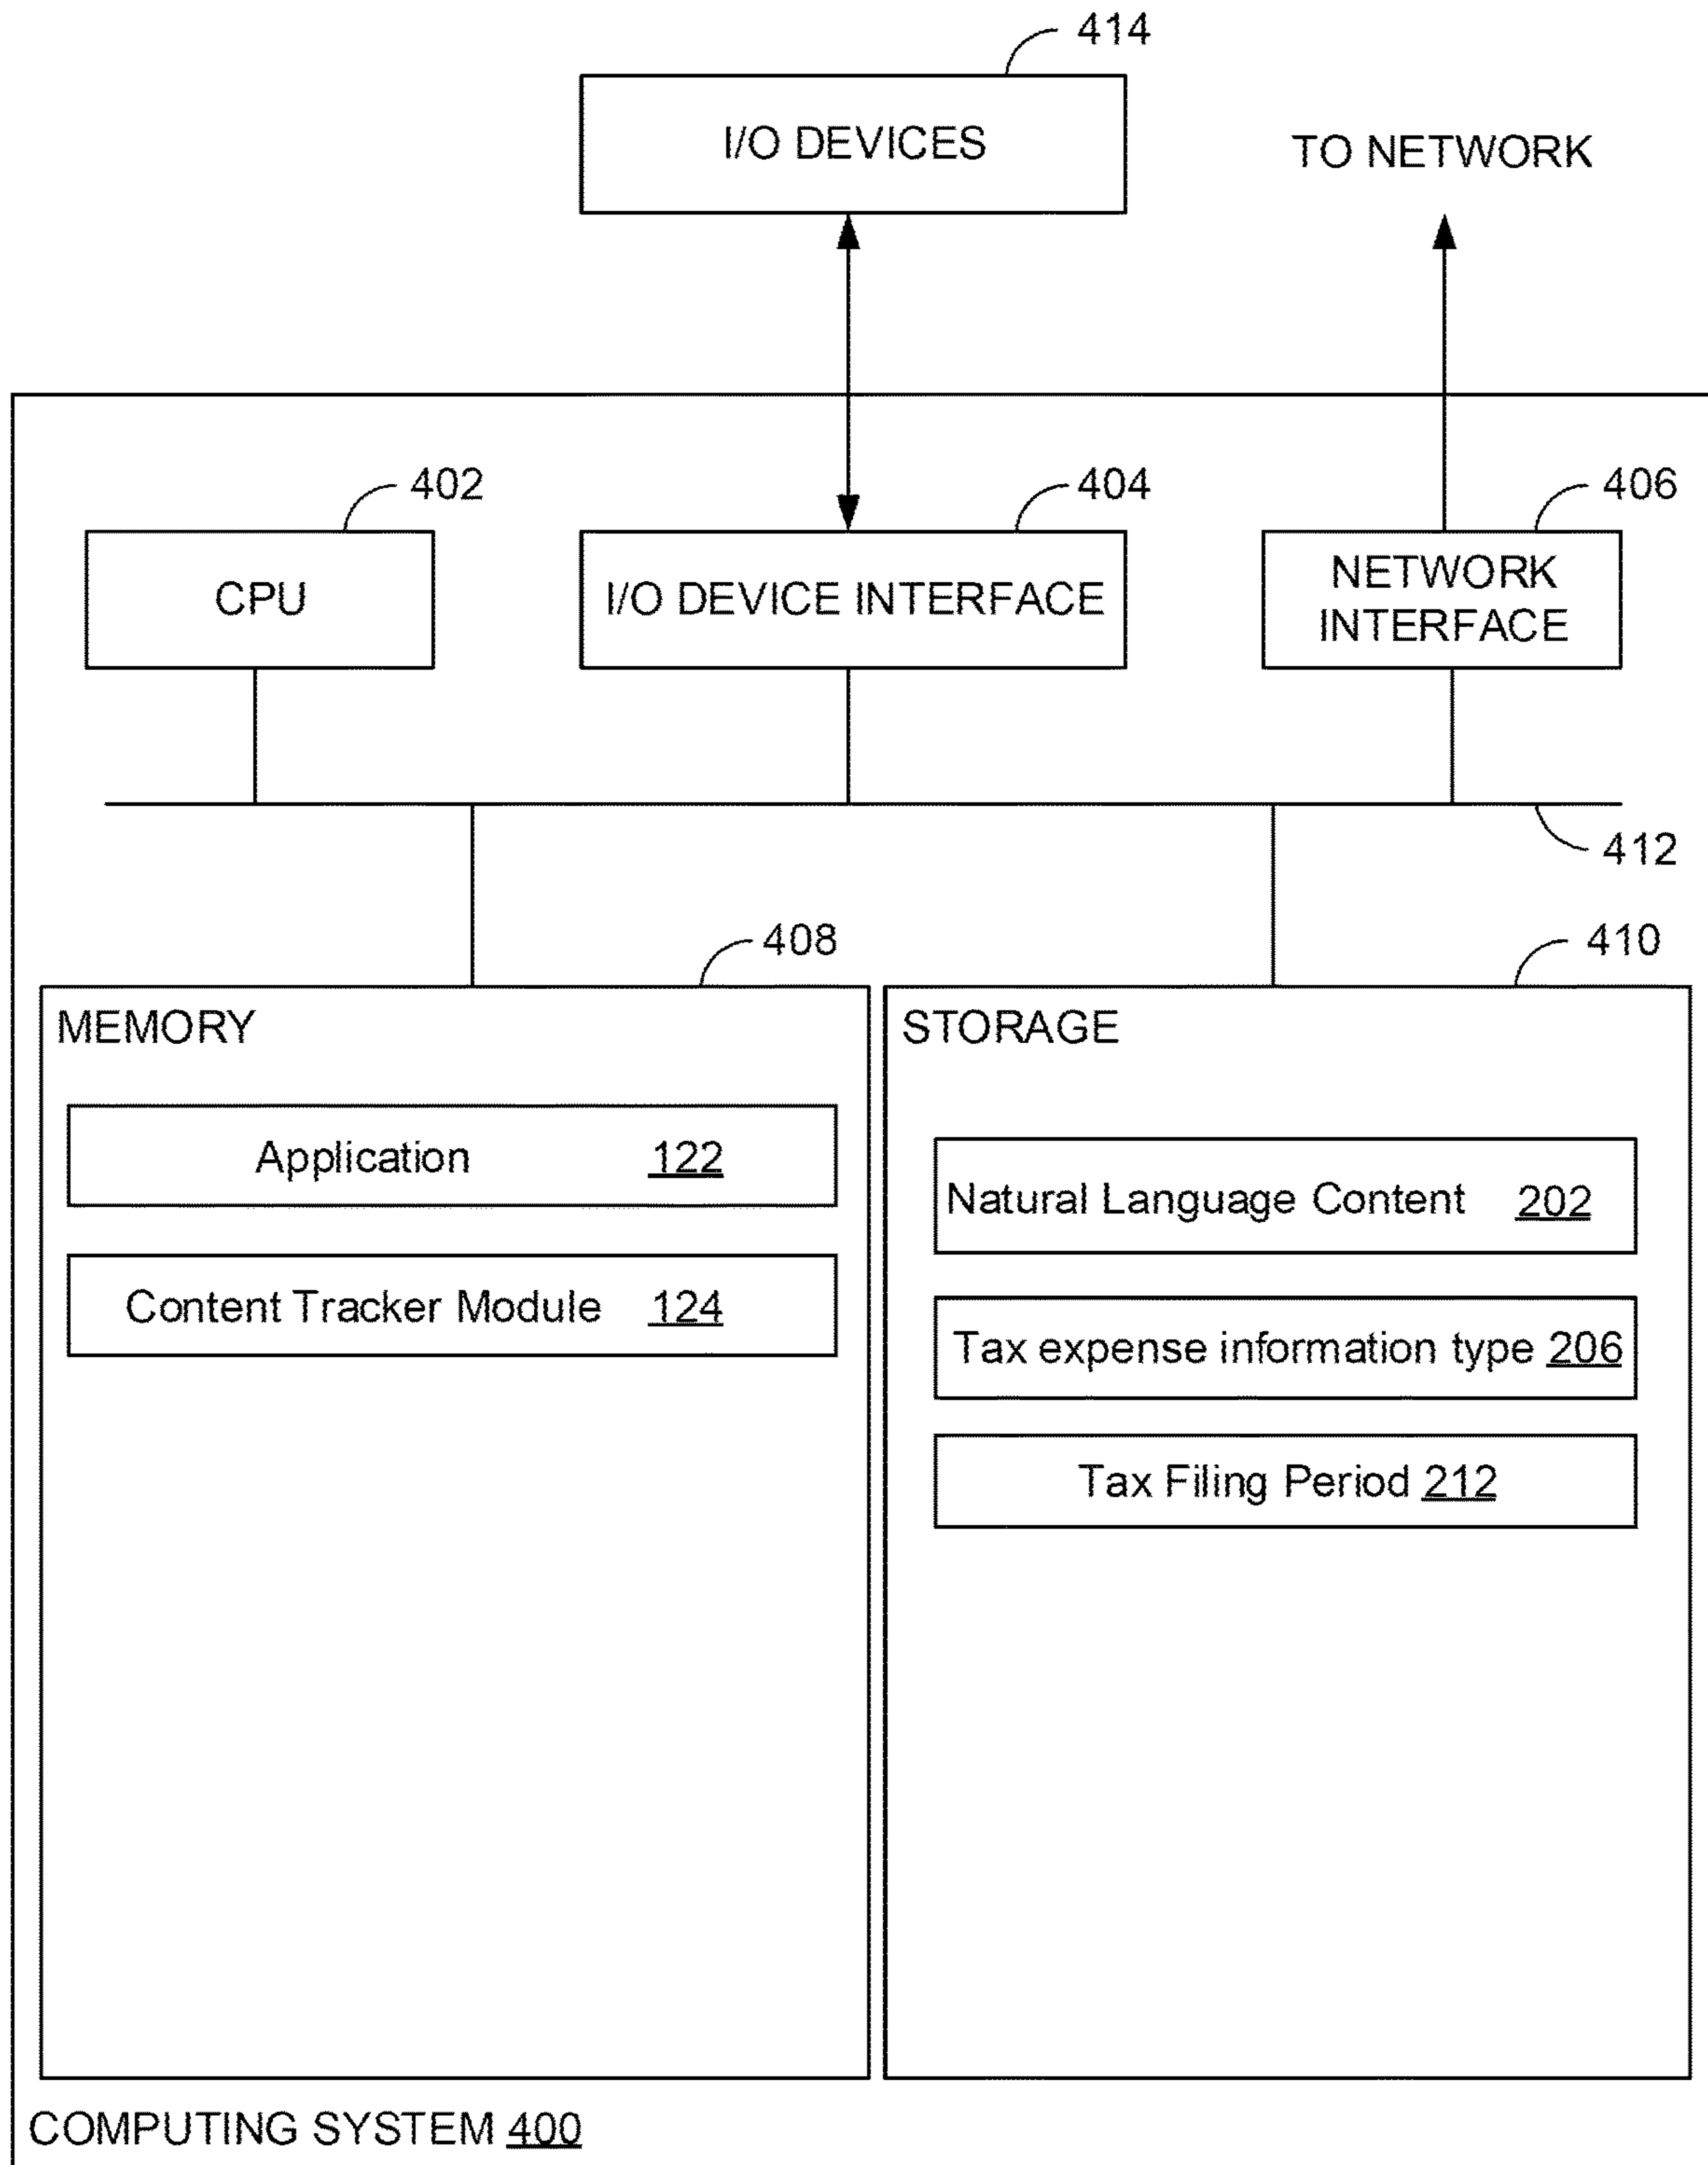 414
I/O DEVICES
TO NETWORK
402
404
406
CPU
I/O DEVICE INTERFACE
NETWORK
INTERFACE
412
408
410
MEMORY
STORAGE
Application 122
Content Tracker Module 124
Natural Language Content 202
Tax expense information type 206
Tax Filing Period 212
COMPUTING SYSTEM 400